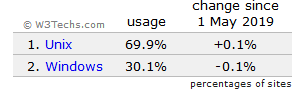 © W3Techs.com usage change since
1 May 2019
1. Unix 69.9% +0.1%
2. Windows 30.1% -0.1%
percentages of sites